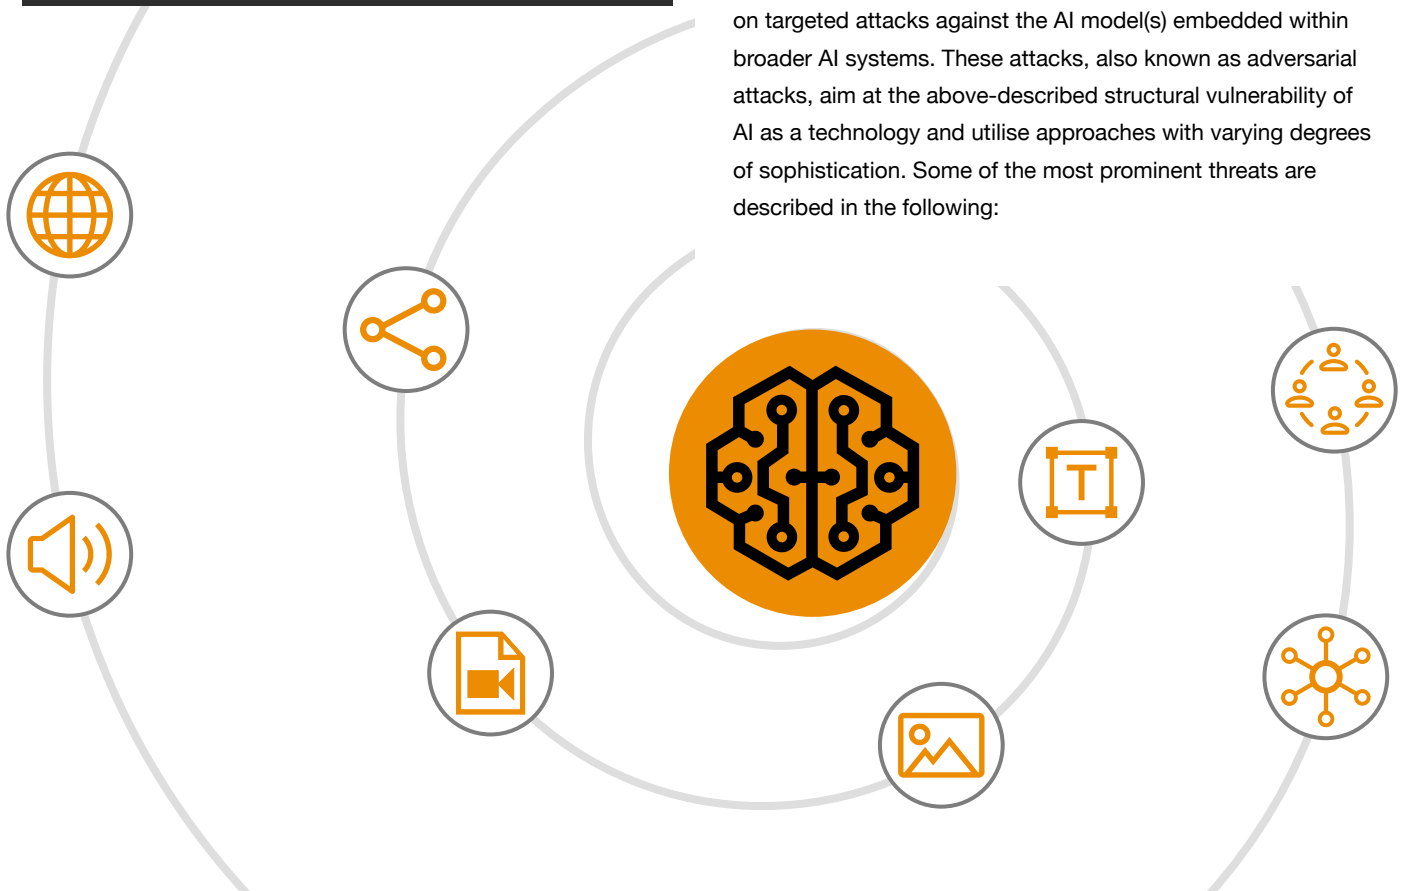 on targeted attacks against the AI model(s) embedded within
broader AI systems. These attacks, also known as adversarial
attacks, aim at the above-described structural vulnerability of
AI as a technology and utilise approaches with varying degrees
of sophistication. Some of the most prominent threats are
described in the following:
T